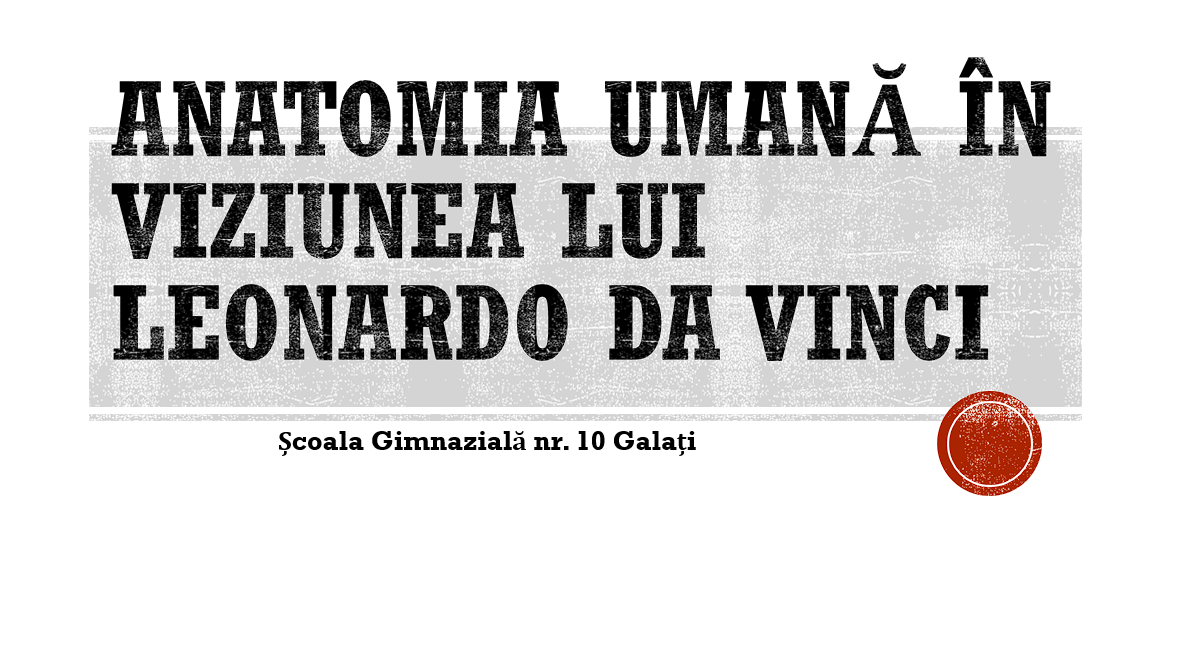 ANATOMIA UMANĂ ÎN
VIZIUNEA LUI
LEONARDO DA VINCI
Școala Gimnazială nr. 10 Galați